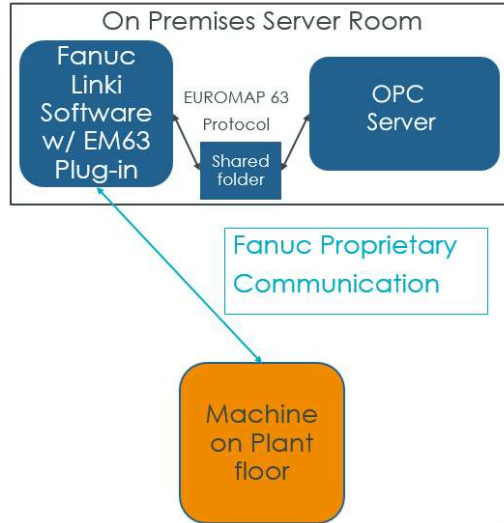 On Premises Server Room
Fanuc
Linki
Software
w/ EM63
Plug-in
EUROMAP 63
Protocol
Shared
folder
OPC
Server
Fanuc Proprietary
Communication
Machine
on Plant
floor